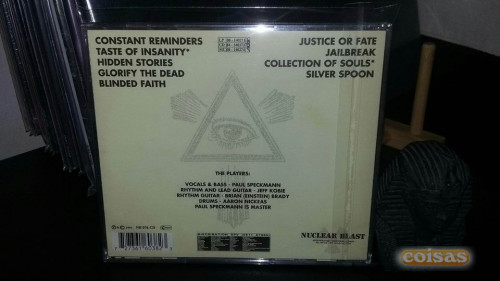 CONSTANT REMINDERS
TASTE OF INSANITY*
HIDDEN STORIES
GLORIFY THE DEAD
BLINDED FAITH
JUSTICE OR FATE
JAILBREAK
COLLECTION OF SOULS*
SILVER SPOON
THE PLAYERS:
VOCALS & BASS - PAUL SPECKMANN
RHYTHM AND LEAD GUITAR - JEFF KOBIE
RHYTHM GUITAR - BRIAN (EINSTEIN) BRADY
DRUMS - AARON NICKEAS
PAUL SPECKMANN IS MASTER
NUCLEAR BLAST
coisas